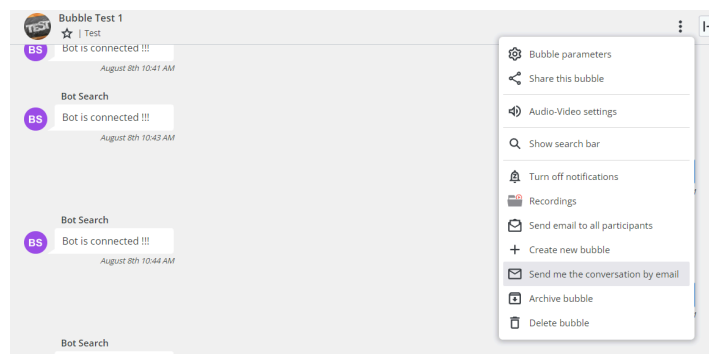 Bubble Test 1
TEST
| Test
BS
Bot is connected !!!
August 8th 10:41 AM
Bot Search
BS
Bot is connected !!!
August 8th 10:43 AM
Bot Search
BS
Bot is connected !!!
August 8th 10:44 AM
Bot Search
Bubble parameters
Share this bubble
Audio-Video settings
Show search bar
Turn off notifications
Recordings
Send email to all participants
Create new bubble
Send me the conversation by email
Archive bubble
Delete bubble